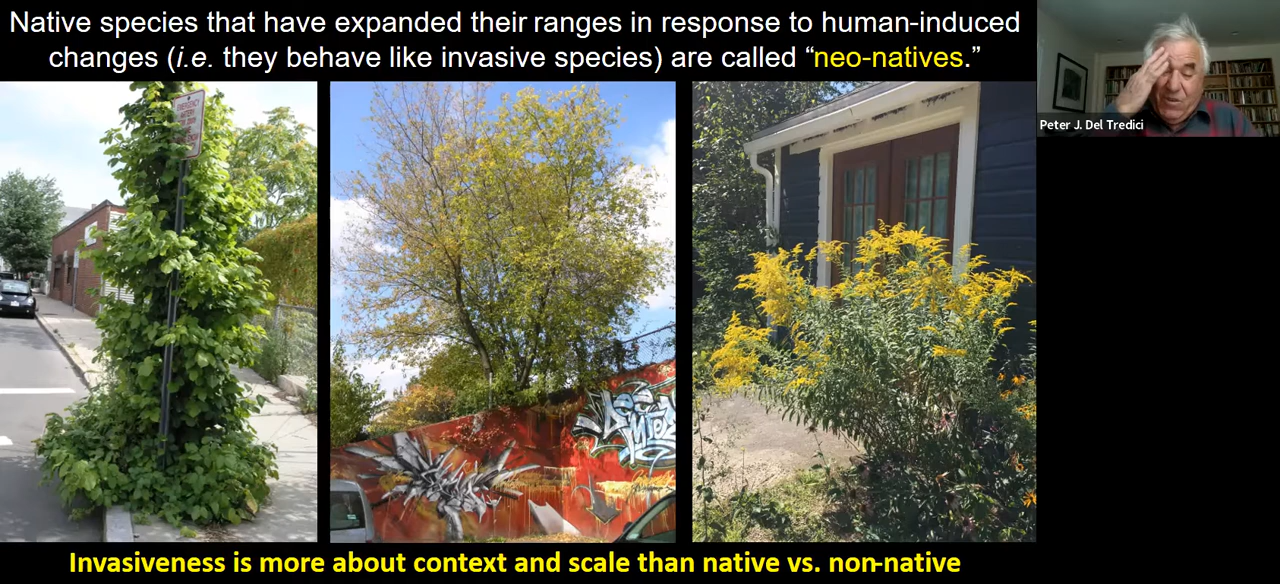 Native species that have expanded their ranges in response to human-induced
changes (i.e. they behave like invasive species) are called “neo-natives.”
Peter J. Del Tredici
EMERGENCY
Invasiveness is more about context and scale than native vs. non-native